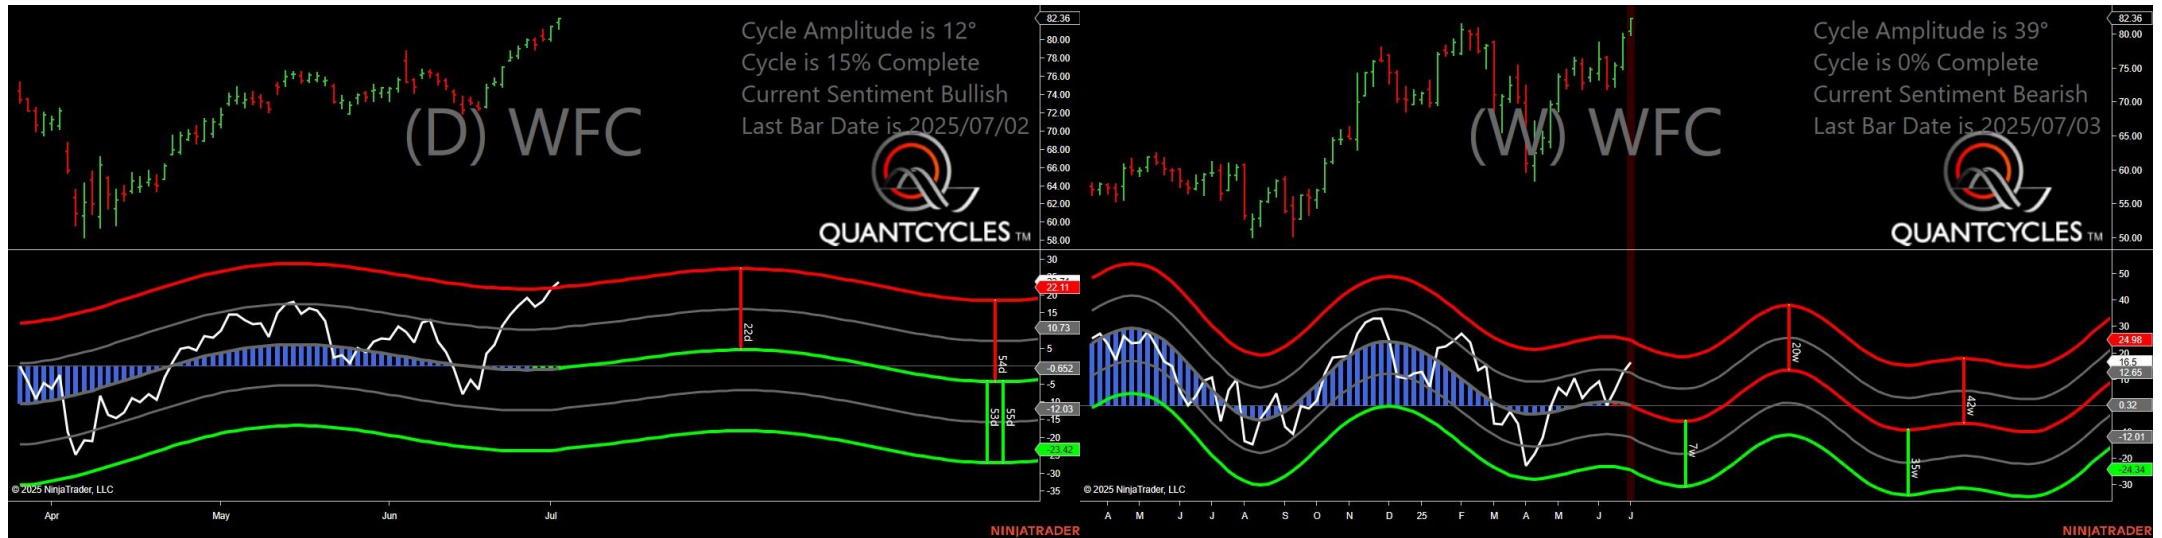 Cycle Amplitude is 12°
Cycle is 15% Complete
Current Sentiment Bullish
Last Bar Date is 2025/07/02
(D) WFC
QUANTCYCLES TM
82.36
80.00
78.00
76.00
74.00
72.00
70.00
68.00
66.00
64.00
62.00
60.00
58.00
30
22.11
20
15
10.73
5
-0.652
-5
-10
-12.03
-15
-20
-23.42
-30
-35
22d
54d
55d
© 2025 NinjaTrader, LLC
Apr May Jun Jul
NINJATRADER
Cycle Amplitude is 39°
Cycle is 0% Complete
Current Sentiment Bearish
Last Bar Date is 2025/07/03
(W) WFC
QUANTCYCLES TM
82.36
80.00
75.00
70.00
65.00
60.00
55.00
50.00
50
40
30
24.98
20
16.5
12.65
10
0.32
-12.01
-20
-24.34
-30
7w
20w
35w
42w
© 2025 NinjaTrader, LLC
A M J J A S O N D 25 F M A M J J
NINJATRADER